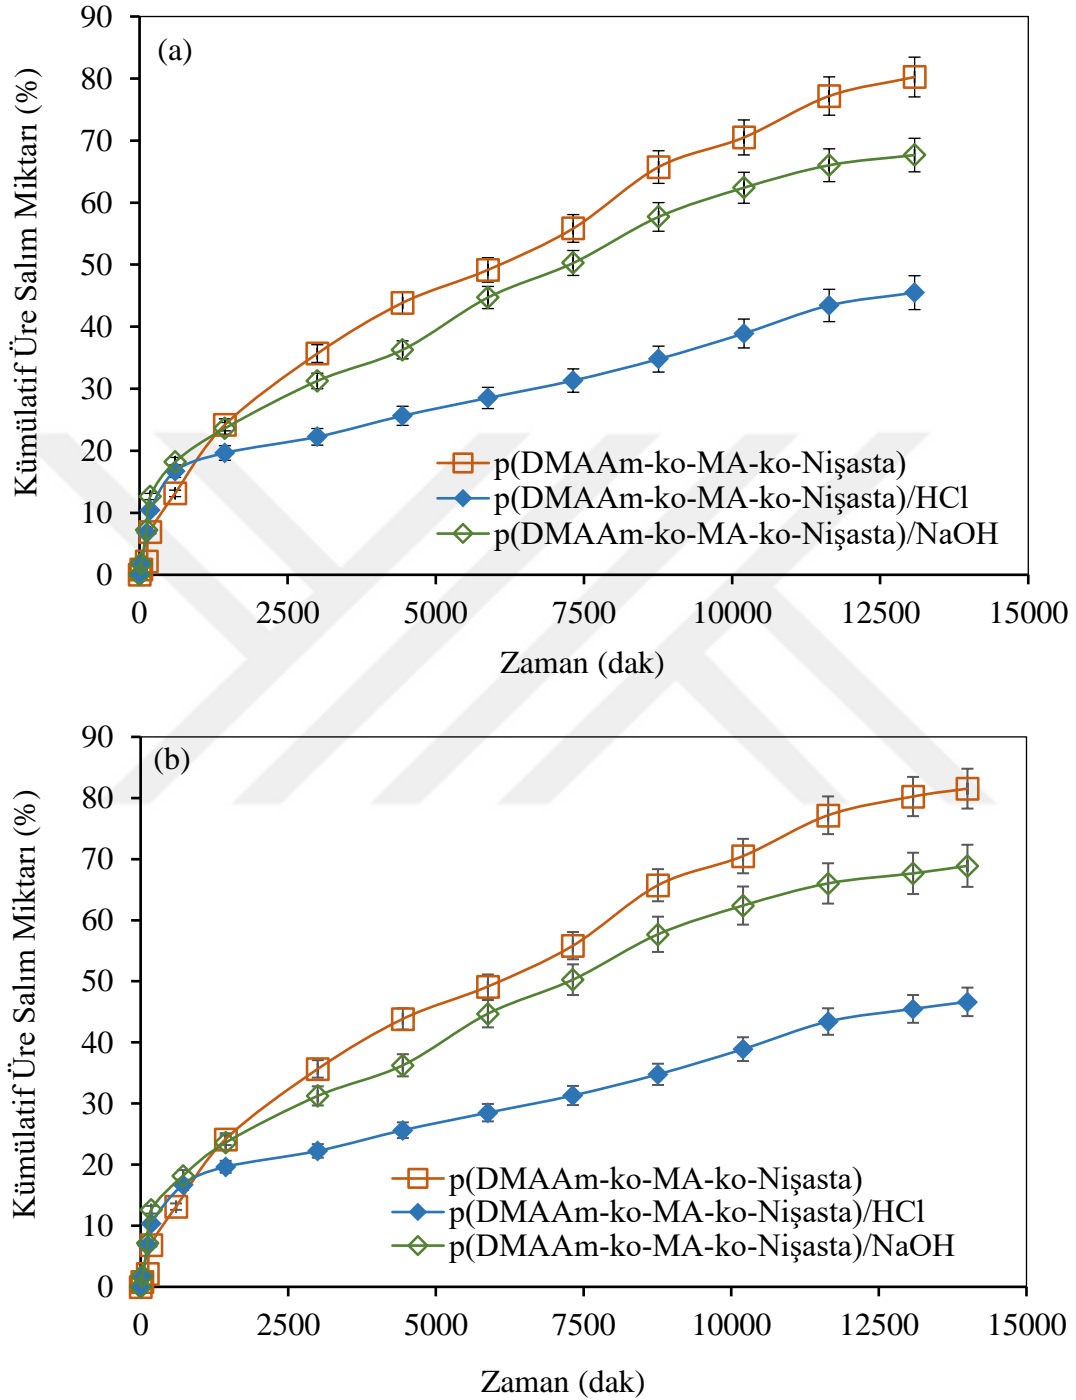 (a)
Kümülatif Üre Salım Miktarı (%)
90
80
70
60
50
40
30
20
10
0
p(DMAAm-ko-MA-ko-Nişasta)
p(DMAAm-ko-MA-ko-Nişasta)/HCl
p(DMAAm-ko-MA-ko-Nişasta)/NaOH
0 2500 5000 7500 10000 12500 15000
Zaman (dak)
(b)
Kümülatif Üre Salım Miktarı (%)
90
80
70
60
50
40
30
20
10
0
p(DMAAm-ko-MA-ko-Nişasta)
p(DMAAm-ko-MA-ko-Nişasta)/HCl
p(DMAAm-ko-MA-ko-Nişasta)/NaOH
0 2500 5000 7500 10000 12500 15000
Zaman (dak)